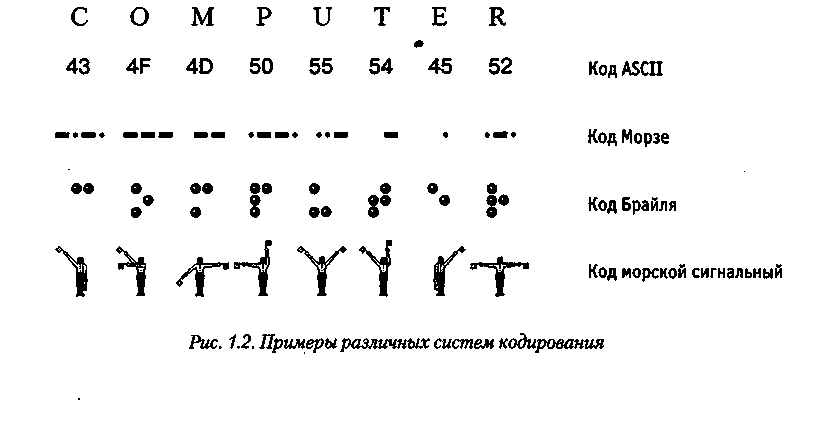 C O M P U T E R
43 4F 4D 50 55 54 45 52 Код ASCII
Код Морзе
Код Брайля
Код морской сигнальный
Рис. 1.2. Примеры различных систем кодирования